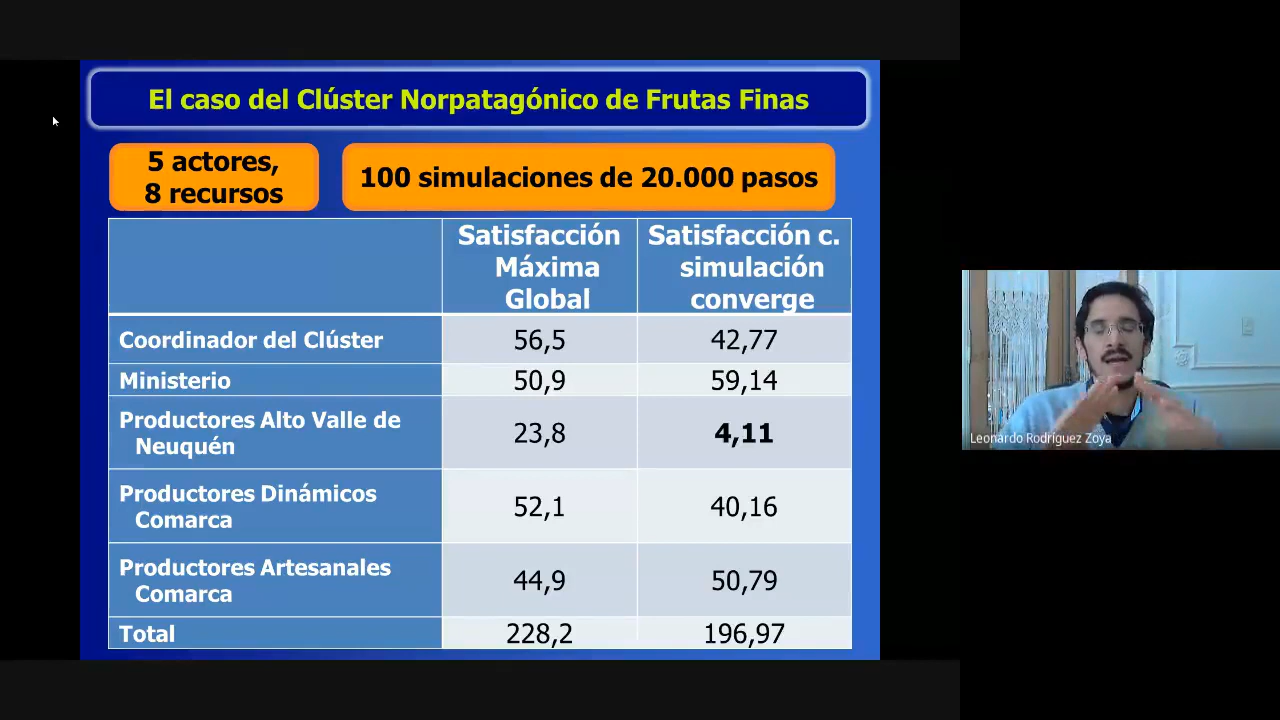 El caso del Clúster Norpatagónico de Frutas Finas
5 actores,
8 recursos
100 simulaciones de 20.000 pasos
Satisfacción
Máxima
Global
Satisfacción c.
simulación
converge
Coordinador del Clúster
56,5
42,77
Ministerio
50,9
59,14
Productores Alto Valle de
Neuquén
23,8
4,11
Productores Dinámicos
Comarca
52,1
40,16
Productores Artesanales
Comarca
44,9
50,79
Total
228,2
196,97
Leonardo Rodríguez Zoya